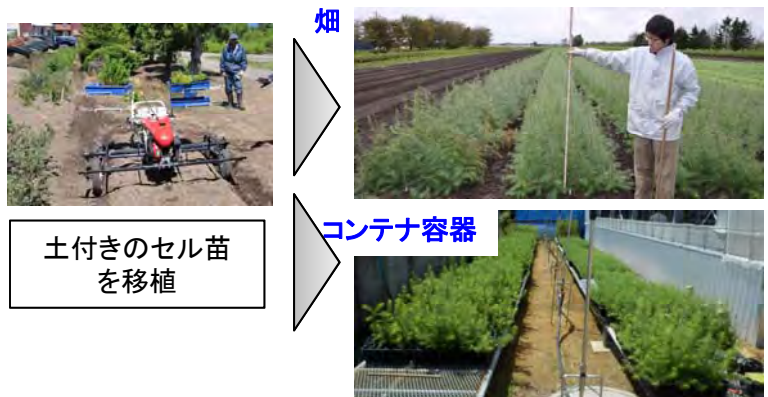 畑
土付きのセル苗
を移植
コンテナ容器